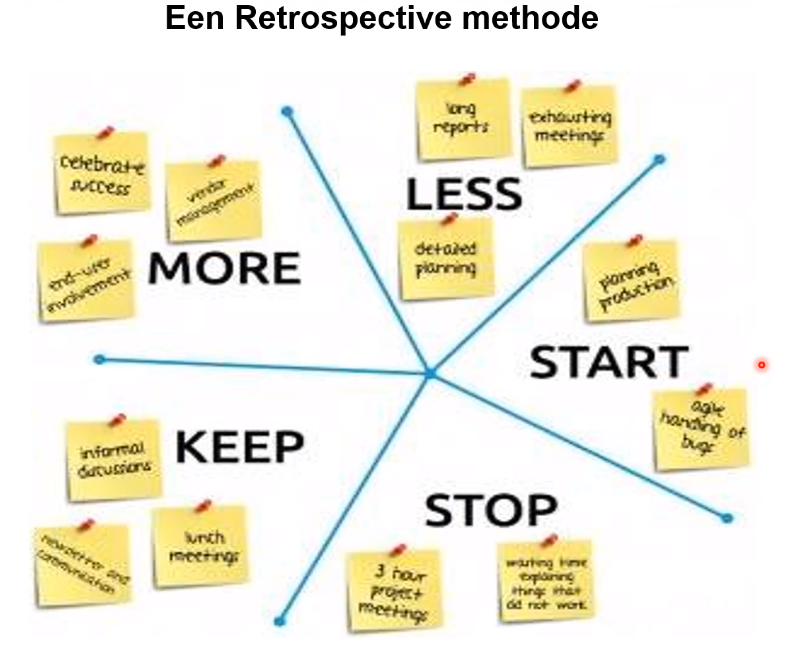 Een Retrospective methode
long
reports
exhausting
meetings
LESS
detailed
planning
celebrate
success
vendor
management
end-user
involvement
MORE
planning
production
START
agile
handling of
bugs
KEEP
informal
discussions
newsletter and
communication
lunch
meetings
STOP
3 hour
project
meetings
wasting time
explaining
things that
did not work